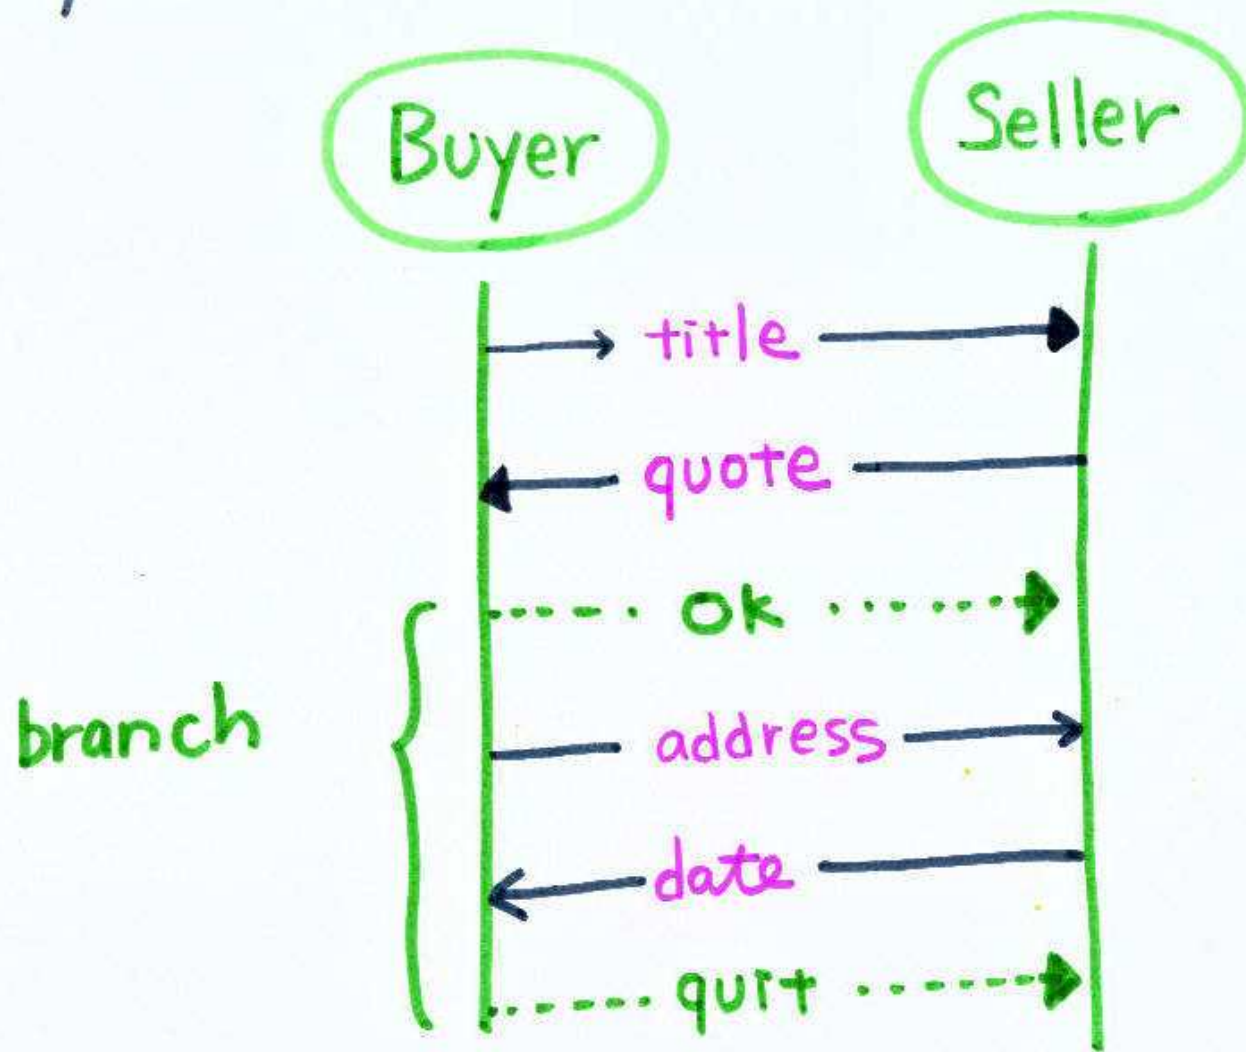 Buyer
Seller
title
quote
ok
branch
address
date
quit